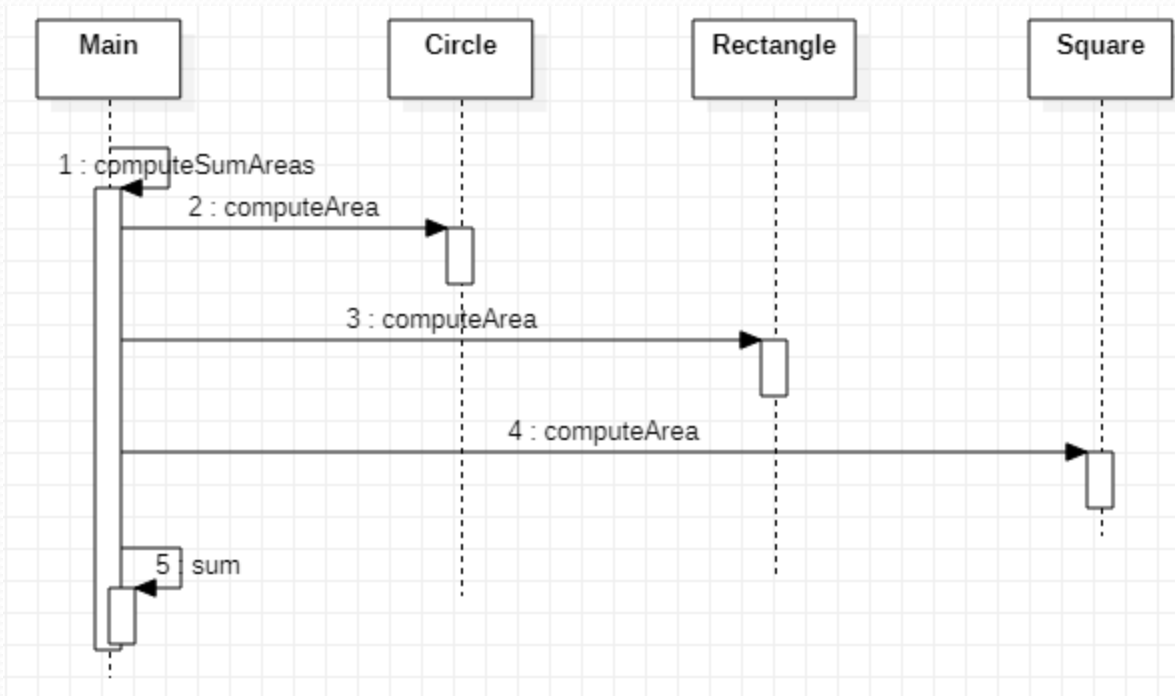 Main
Circle
Rectangle
Square
1 : computeSumAreas
2 : computeArea
3 : computeArea
4 : computeArea
5 : sum